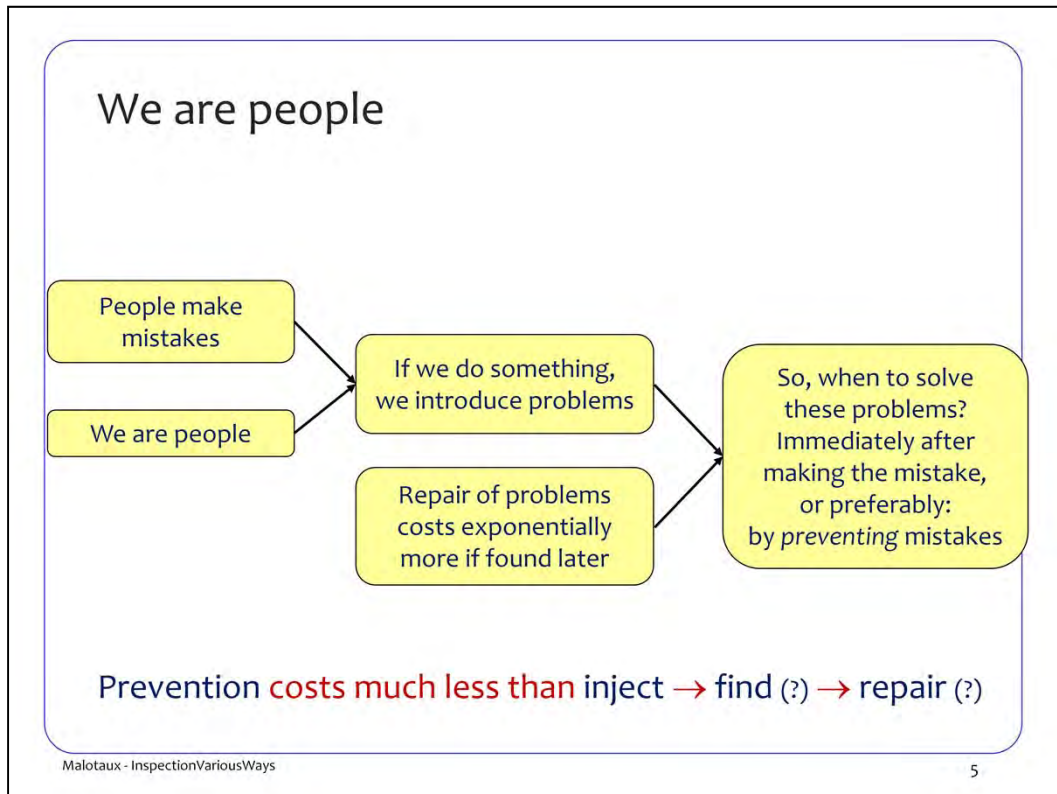 We are people
People make
mistakes
We are people
If we do something,
we introduce problems
Repair of problems
costs exponentially
more if found later
So, when to solve
these problems?
Immediately after
making the mistake,
or preferably:
by preventing mistakes
Prevention costs much less than inject → find (?) → repair (?)
Malotaux - InspectionVariousWays
5